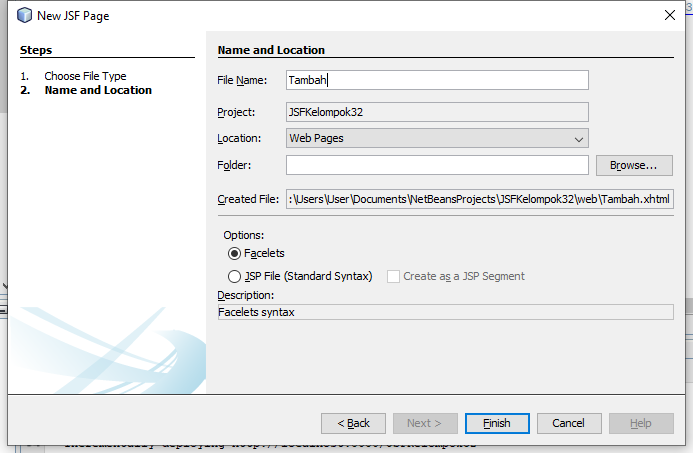 New JSF Page
Steps
1. Choose File Type
2. Name and Location
Name and Location
File Name: Tambah
Project: JSFKelompok32
Location: Web Pages
Folder: Browse...
Created File: :\Users\User\Documents\NetBeansProjects\JSFKelompok32\web\Tambah.xhtml
Options:
Facelets
JSP File (Standard Syntax) Create as a JSP Segment
Description:
Facelets syntax
< Back Next > Finish Cancel Help